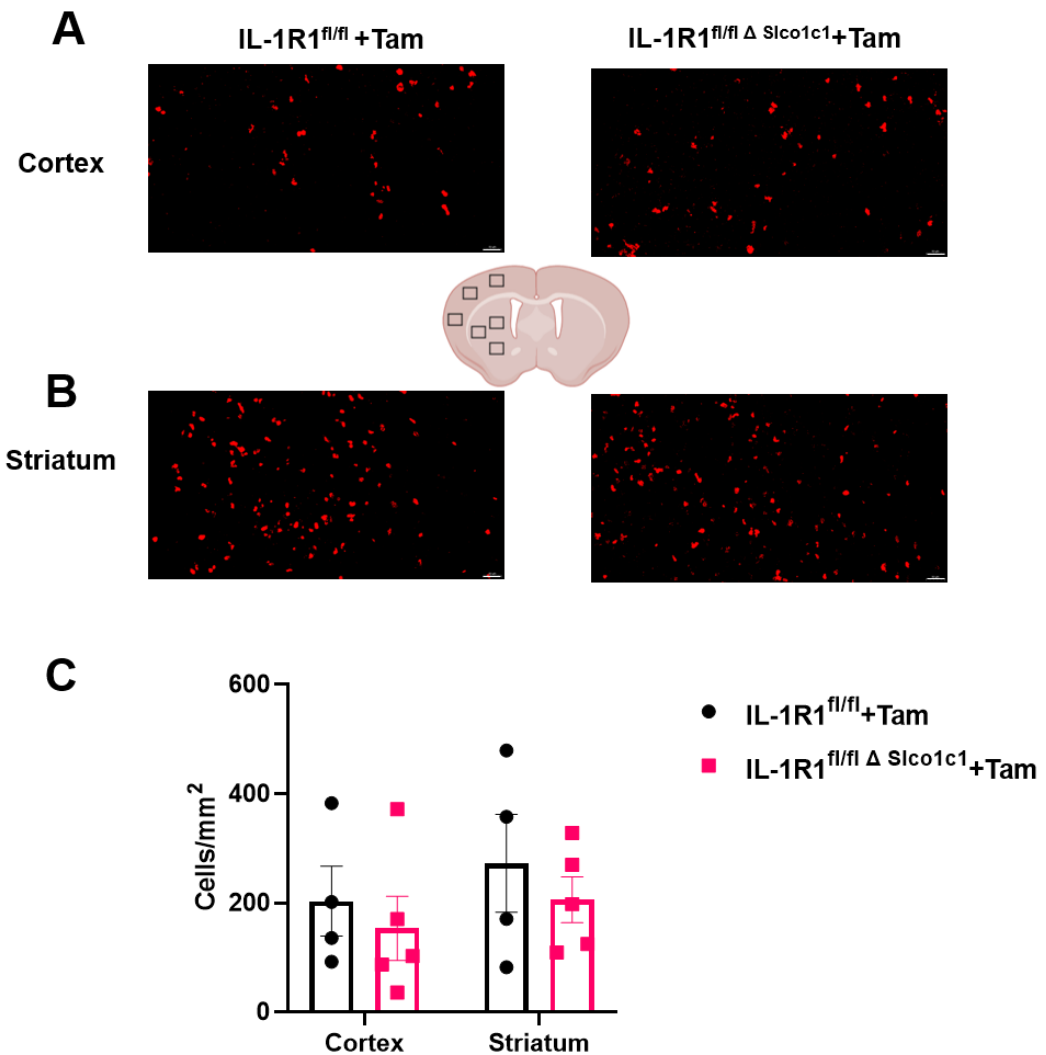 A
IL-1R1fl/fl +Tam
IL-1R1fl/fl Δ Slco1c1+Tam
Cortex
B
Striatum
C
600
400
200
0
Cells/mm2
Cortex
Striatum
IL-1R1fl/fl+Tam
IL-1R1fl/fl Δ Slco1c1+Tam